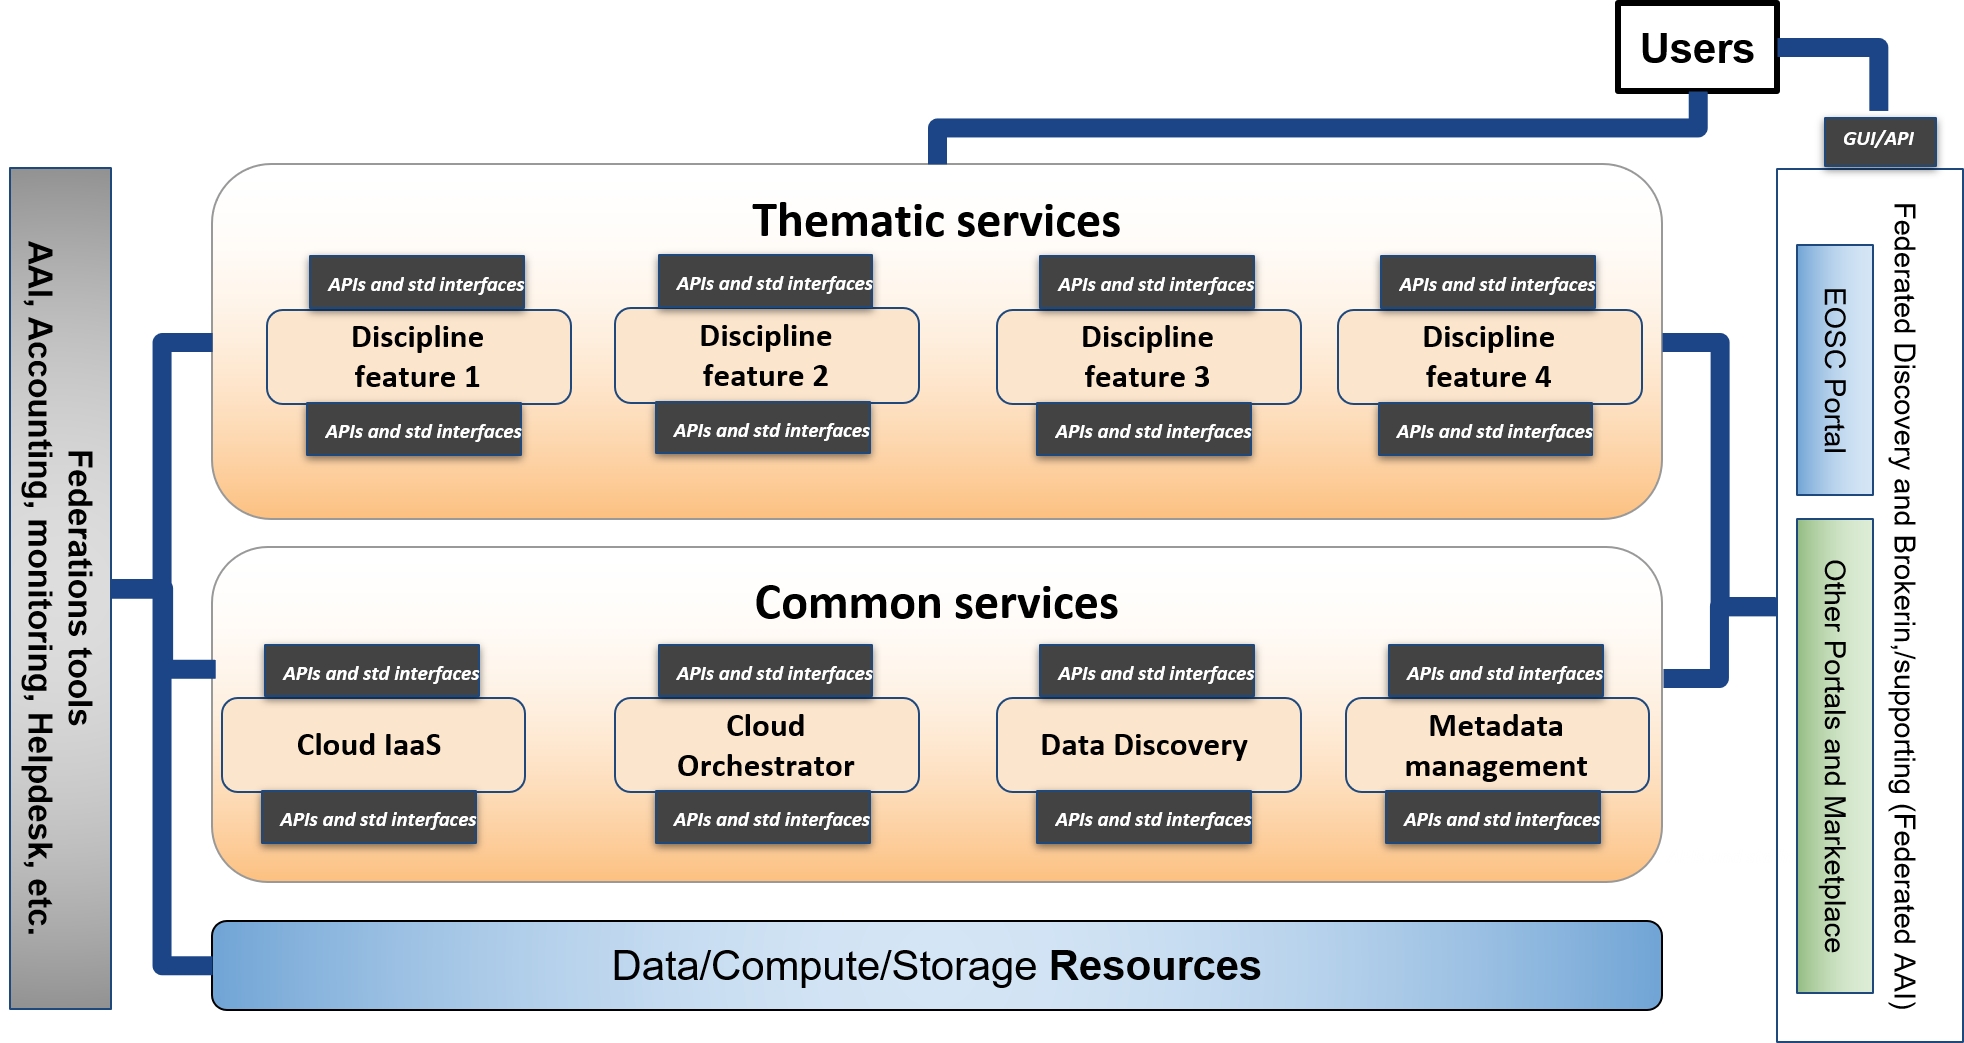 Users
GUI/API
Federations tools
AAI, Accounting, monitoring, Helpdesk, etc.
Thematic services
APIs and std interfaces
APIs and std interfaces
APIs and std interfaces
APIs and std interfaces
Discipline
feature 1
Discipline
feature 2
Discipline
feature 3
Discipline
feature 4
APIs and std interfaces
APIs and std interfaces
APIs and std interfaces
APIs and std interfaces
Common services
APIs and std interfaces
APIs and std interfaces
APIs and std interfaces
APIs and std interfaces
Cloud IaaS
Cloud
Orchestrator
Data Discovery
Metadata
management
APIs and std interfaces
APIs and std interfaces
APIs and std interfaces
APIs and std interfaces
Data/Compute/Storage Resources
Federated Discovery and Brokerin,/supporting (Federated AAI)
EOSC Portal
Other Portals and Marketplace